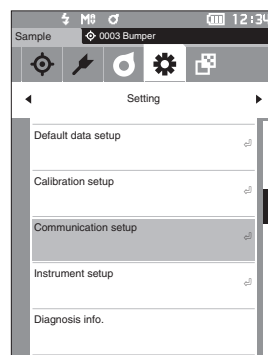 M 12:34
Sample 0003 Bumper
Setting
Default data setup
Calibration setup
Communication setup
Instrument setup
Diagnosis info.